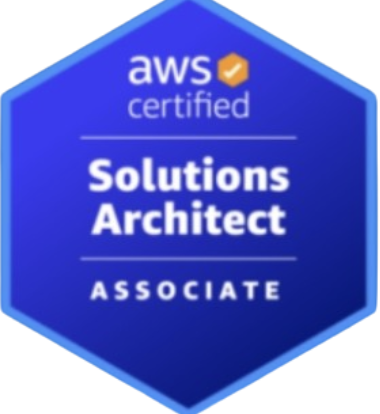 aws
certified
Solutions
Architect
ASSOCIATE